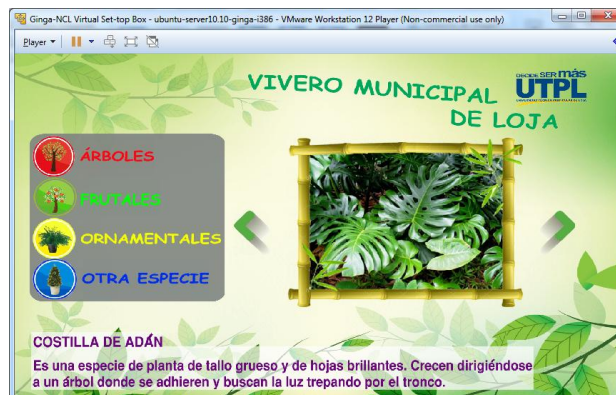 Ginga-NCL Virtual Set-top Box - ubuntu-server10.10-ginga-i386 - VMware Workstation 12 Player (Non-commercial use only)
Player
VIVERO MUNICIPAL
DE LOJA
DECIDE SER más
UTPL
ÁRBOLES
FRUTALES
ORNAMENTALES
OTRA ESPECIE
COSTILLA DE ADÁN
Es una especie de planta de tallo grueso y de hojas brillantes. Crecen dirigiéndose
a un árbol donde se adhieren y buscan la luz trepando por el tronco.